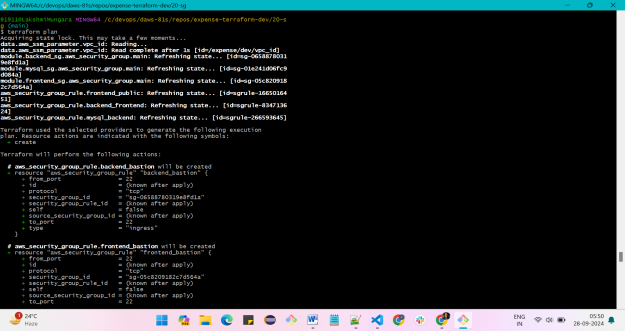 MINGW64:/c/devops/daws-81s/repos/expense-terraform-dev/20-sg
91911@LakshmiMungara MINGW64 /c/devops/daws-81s/repos/expense-terraform-dev/20-s
g (main)
$ terraform plan
Acquiring state lock. This may take a few moments...
data.aws_ssm_parameter.vpc_id: Reading...
data.aws_ssm_parameter.vpc_id: Read complete after 1s [id=/expense/dev/vpc_id]
module.backend_sg.aws_security_group.main: Refreshing state... [id=sg-0658878031
9e8fd1a]
module.mysql_sg.aws_security_group.main: Refreshing state... [id=sg-01e241d06fc9
d084a]
module.frontend_sg.aws_security_group.main: Refreshing state... [id=sg-05c820918
2c7d564a]
aws_security_group_rule.frontend_public: Refreshing state... [id=sgrule-16650164
51]
aws_security_group_rule.backend_frontend: Refreshing state... [id=sgrule-8347136
24]
aws_security_group_rule.mysql_backend: Refreshing state... [id=sgrule-266593645]
Terraform used the selected providers to generate the following execution
plan. Resource actions are indicated with the following symbols:
+ create
Terraform will perform the following actions:
# aws_security_group_rule.backend_bastion will be created
+ resource "aws_security_group_rule" "backend_bastion" {
+ from_port = 22
+ id = (known after apply)
+ protocol = "tcp"
+ security_group_id = "sg-06588780319e8fd1a"
+ security_group_rule_id = (known after apply)
+ self = false
+ source_security_group_id = (known after apply)
+ to_port = 22
+ type = "ingress"
}
# aws_security_group_rule.frontend_bastion will be created
+ resource "aws_security_group_rule" "frontend_bastion" {
+ from_port = 22
+ id = (known after apply)
+ protocol = "tcp"
+ security_group_id = "sg-05c8209182c7d564a"
+ security_group_rule_id = (known after apply)
+ self = false
+ source_security_group_id = (known after apply)
+ to_port = 22
24°C
Haze
ENG
IN
05:50
28-09-2024